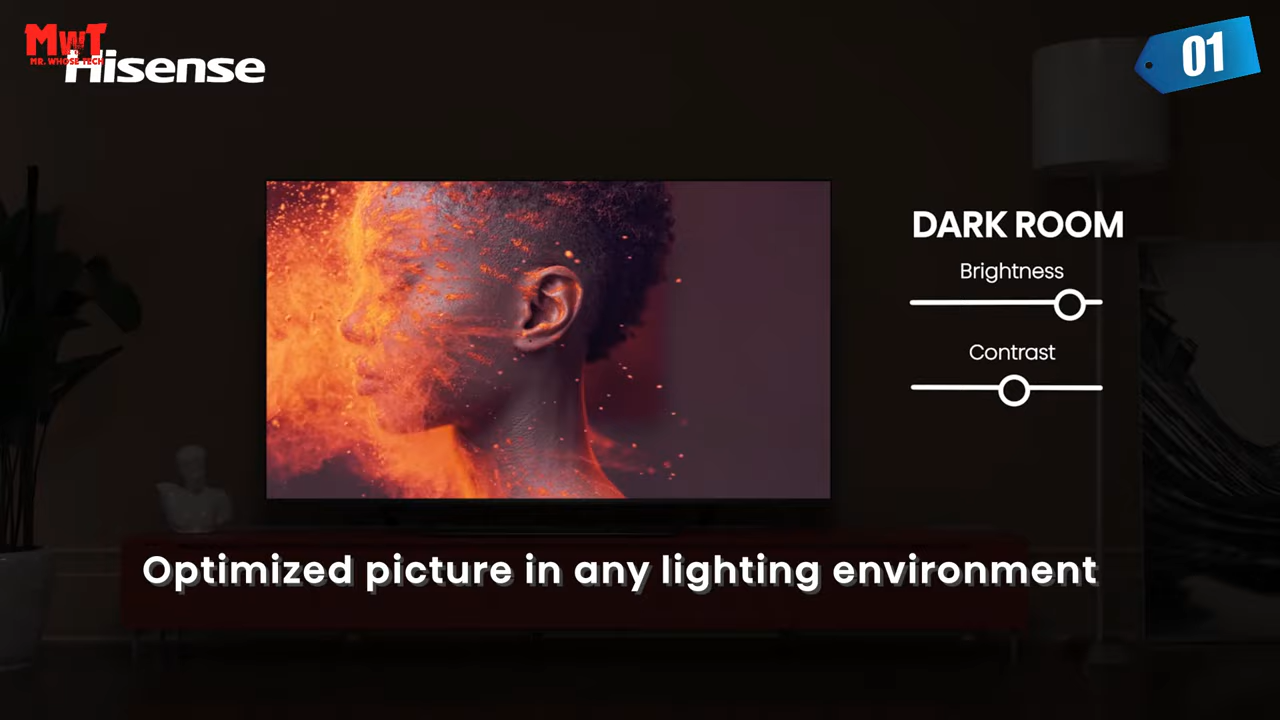 MWT
MR. WHOSE TECH
Hisense
01
DARK ROOM
Brightness
Contrast
Optimized picture in any lighting environment